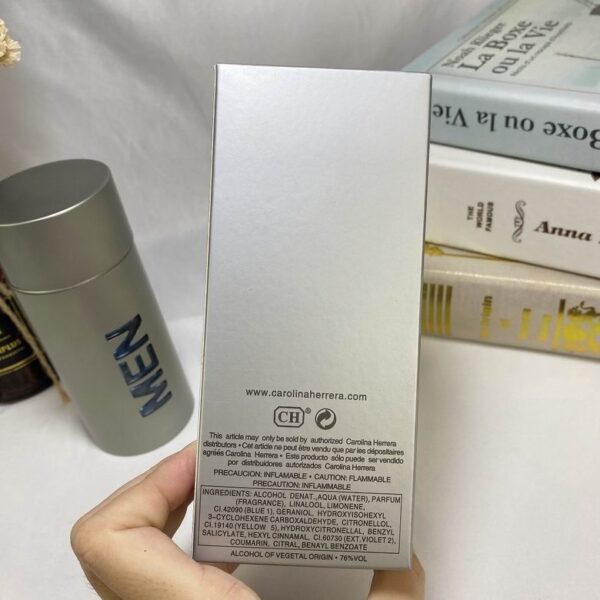 Noah Klieger
La Boxe
ou la Vie
Boxe ou la Vie
THE
WORLD
FAMOUS
Anna
of
MEN
www.carolinaherrera.com
CH
This article may only be sold by authorized Carolina Herrera
distributors • Cet article ne peut être vendu que par les dépositaires
agréés Carolina Herrera • Este producto sólo puede ser vendido
por distribuidores autorizados Carolina Herrera
PRECAUCION: INFLAMABLE • CAUTION: FLAMMABLE
PRECAUTION: INFLAMMABLE
INGREDIENTS: ALCOHOL DENAT.,AQUA (WATER), PARFUM
(FRAGRANCE), LINALOOL, LIMONENE,
CI.42090 (BLUE 1), GERANIOL, HYDROXYISOHEXYL
3-CYCLOHEXENE CARBOXALDEHYDE, CITRONELLOL,
CI.19140 (YELLOW 5), HYDROXYCITRONELLAL, BENZYL
SALICYLATE, HEXYL CINNAMAL, CI.60730 (EXT.VIOLET 2),
COUMARIN, CITRAL, BENAYL BENZOATE
ALCOHOL OF VEGETAL ORIGIN • 76%VOL